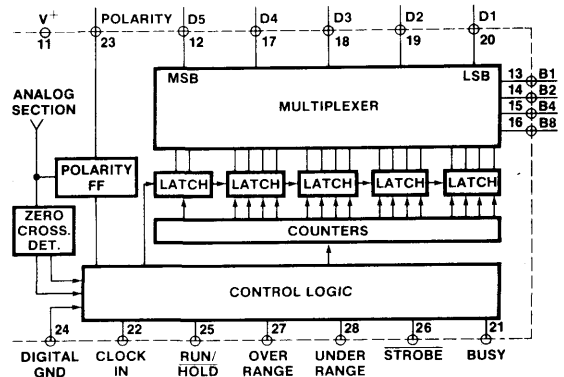 V+ POLARITY D5 D4 D3 D2 D1
11 23 12 17 18 19 20
MSB LSB
MULTIPLEXER
13 B1
14 B2
15 B4
16 B8
ANALOG
SECTION
POLARITY
FF
LATCH LATCH LATCH LATCH LATCH
ZERO
CROSS.
DET.
COUNTERS
CONTROL LOGIC
24 22 25 27 28 26 21
DIGITAL
GND
CLOCK
IN
RUN/
HOLD
OVER
RANGE
UNDER
RANGE
STROBE
BUSY